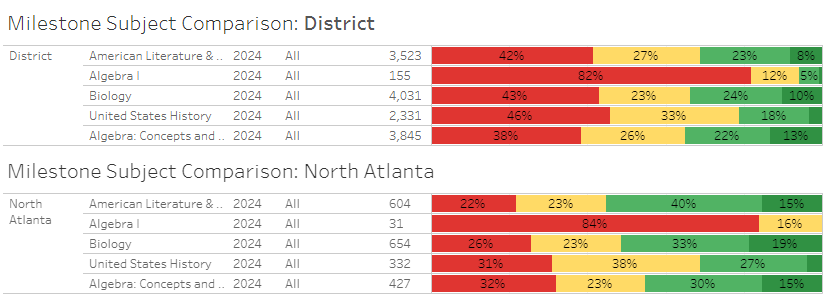 Milestone Subject Comparison: District
District American Literature & .. 2024 All 3,523 42% 27% 23% 8%
Algebra I 2024 All 155 82% 12% 5%
Biology 2024 All 4,031 43% 23% 24% 10%
United States History 2024 All 2,331 46% 33% 18%
Algebra: Concepts and .. 2024 All 3,845 38% 26% 22% 13%
Milestone Subject Comparison: North Atlanta
North Atlanta American Literature & .. 2024 All 604 22% 23% 40% 15%
Algebra I 2024 All 31 84% 16%
Biology 2024 All 654 26% 23% 33% 19%
United States History 2024 All 332 31% 38% 27%
Algebra: Concepts and .. 2024 All 427 32% 23% 30% 15%